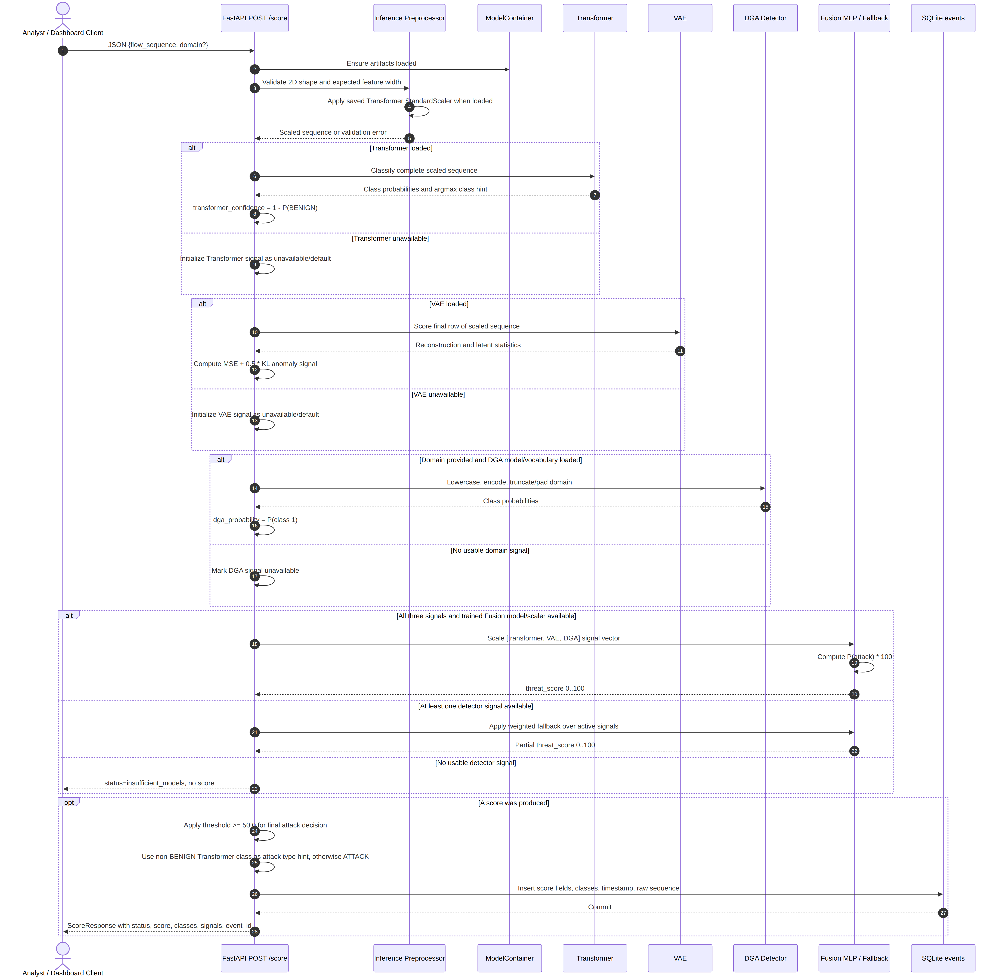 Analyst / Dashboard Client
FastAPI POST /score
Inference Preprocessor
ModelContainer
Transformer
VAE
DGA Detector
Fusion MLP / Fallback
SQLite events
1
JSON {flow_sequence, domain?}
2
Ensure artifacts loaded
3
Validate 2D shape and expected feature width
4
Apply saved Transformer StandardScaler when loaded
5
Scaled sequence or validation error
alt
[Transformer loaded]
6
Classify complete scaled sequence
7
Class probabilities and argmax class hint
8
transformer_confidence = 1 - P(BENIGN)
[Transformer unavailable]
9
Initialize Transformer signal as unavailable/default
alt
[VAE loaded]
10
Score final row of scaled sequence
11
Reconstruction and latent statistics
12
Compute MSE + 0.5 * KL anomaly signal
[VAE unavailable]
13
Initialize VAE signal as unavailable/default
alt
[Domain provided and DGA model/vocabulary loaded]
14
Lowercase, encode, truncate/pad domain
15
Class probabilities
16
dga_probability = P(class 1)
[No usable domain signal]
17
Mark DGA signal unavailable
alt
[All three signals and trained Fusion model/scaler available]
18
Scale [transformer, VAE, DGA] signal vector
19
Compute P(attack) * 100
20
threat_score 0..100
[At least one detector signal available]
21
Apply weighted fallback over active signals
22
Partial threat_score 0..100
[No usable detector signal]
23
status=insufficient_models, no score
opt
[A score was produced]
24
Apply threshold >= 50.0 for final attack decision
25
Use non-BENIGN Transformer class as attack type hint, otherwise ATTACK
26
Insert score fields, classes, timestamp, raw sequence
27
Commit
28
ScoreResponse with status, score, classes, signals, event_id
Analyst / Dashboard Client
FastAPI POST /score
Inference Preprocessor
ModelContainer
Transformer
VAE
DGA Detector
Fusion MLP / Fallback
SQLite events